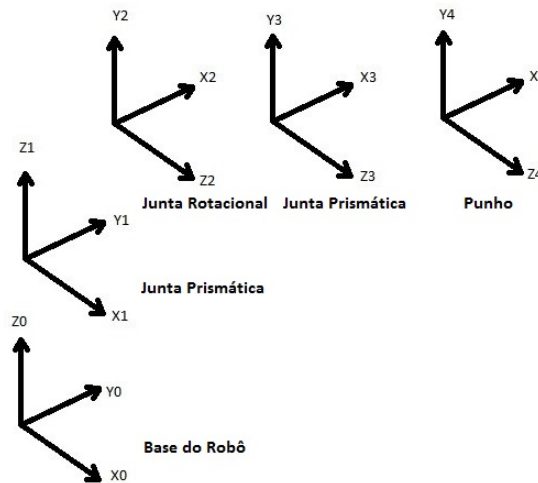 Y2 Y3 Y4
X2 X3 X
Z1
Z2 Z3 Z4
Junta Rotacional Junta Prismática Punho
Y1
Junta Prismática
X1
Z0
Y0
Base do Robô
X0